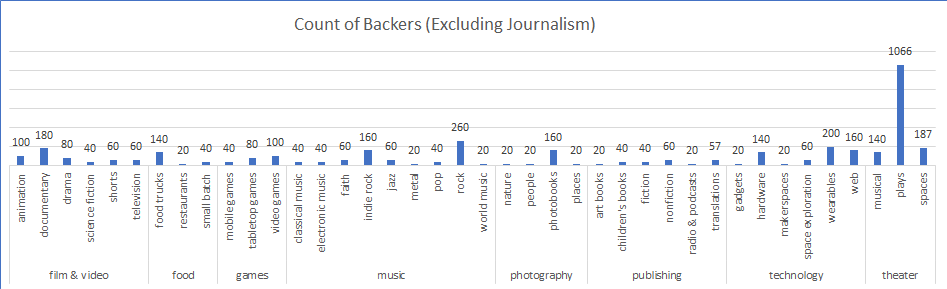 Count of Backers (Excluding Journalism)
1066
260
200
187
180
160 160 160
140 140 140
100 100
80 80
60 60 60 60 60 60
57
40 40 40 40 40 40 40 40
20 20 20 20 20 20 20 20 20 20
animation
documentary
drama
science fiction
shorts
television
food trucks
restaurants
small batch
mobile games
tabletop games
video games
classical music
electronic music
faith
indie rock
jazz
metal
pop
rock
world music
nature
people
photobooks
places
art books
children's books
fiction
nonfiction
radio & podcasts
translations
gadgets
hardware
makerspaces
space exploration
wearables
web
musical
plays
spaces
film & video food games music photography publishing technology theater